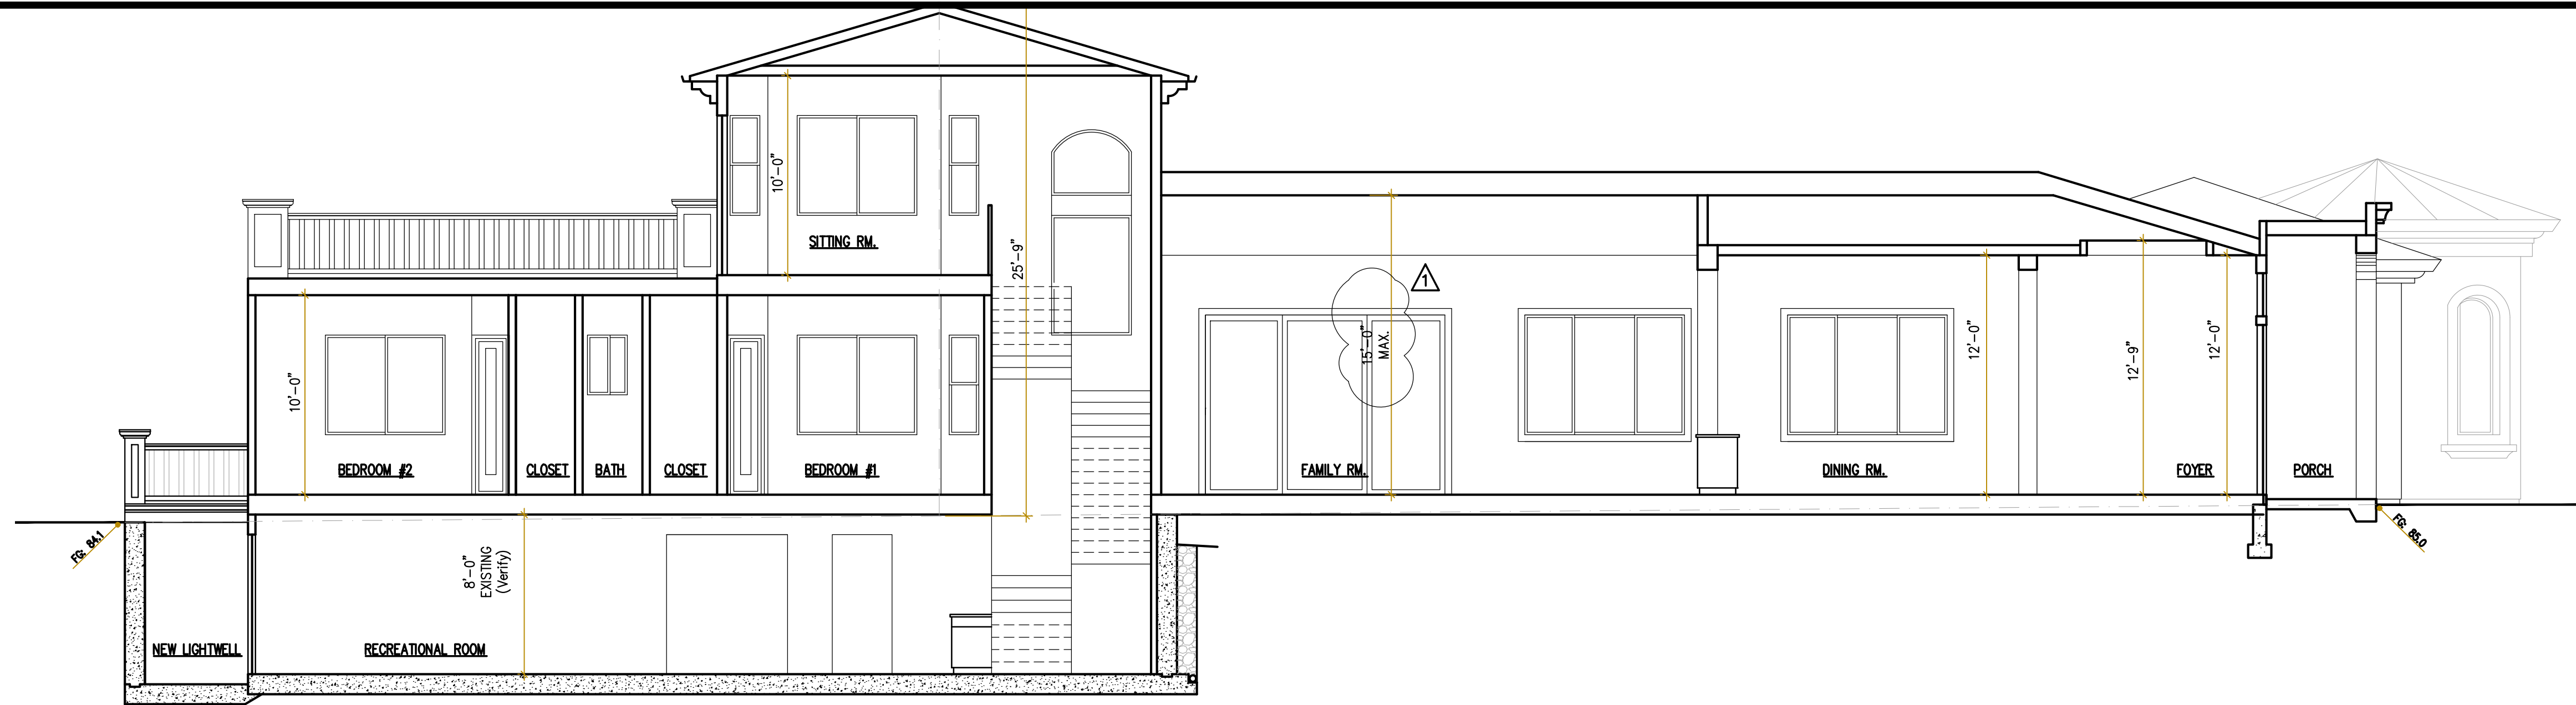 10'-0"
SITTING RM.
25'-9"
1
10'-0"
15'-0"
MAX.
12'-0"
12'-9"
12'-0"
BEDROOM #2
CLOSET
BATH
CLOSET
BEDROOM #1
FAMILY RM.
DINING RM.
FOYER
PORCH
FG: 84.1
FG: 85.0
8'-0"
EXISTING
(Verify)
NEW LIGHTWELL
RECREATIONAL ROOM